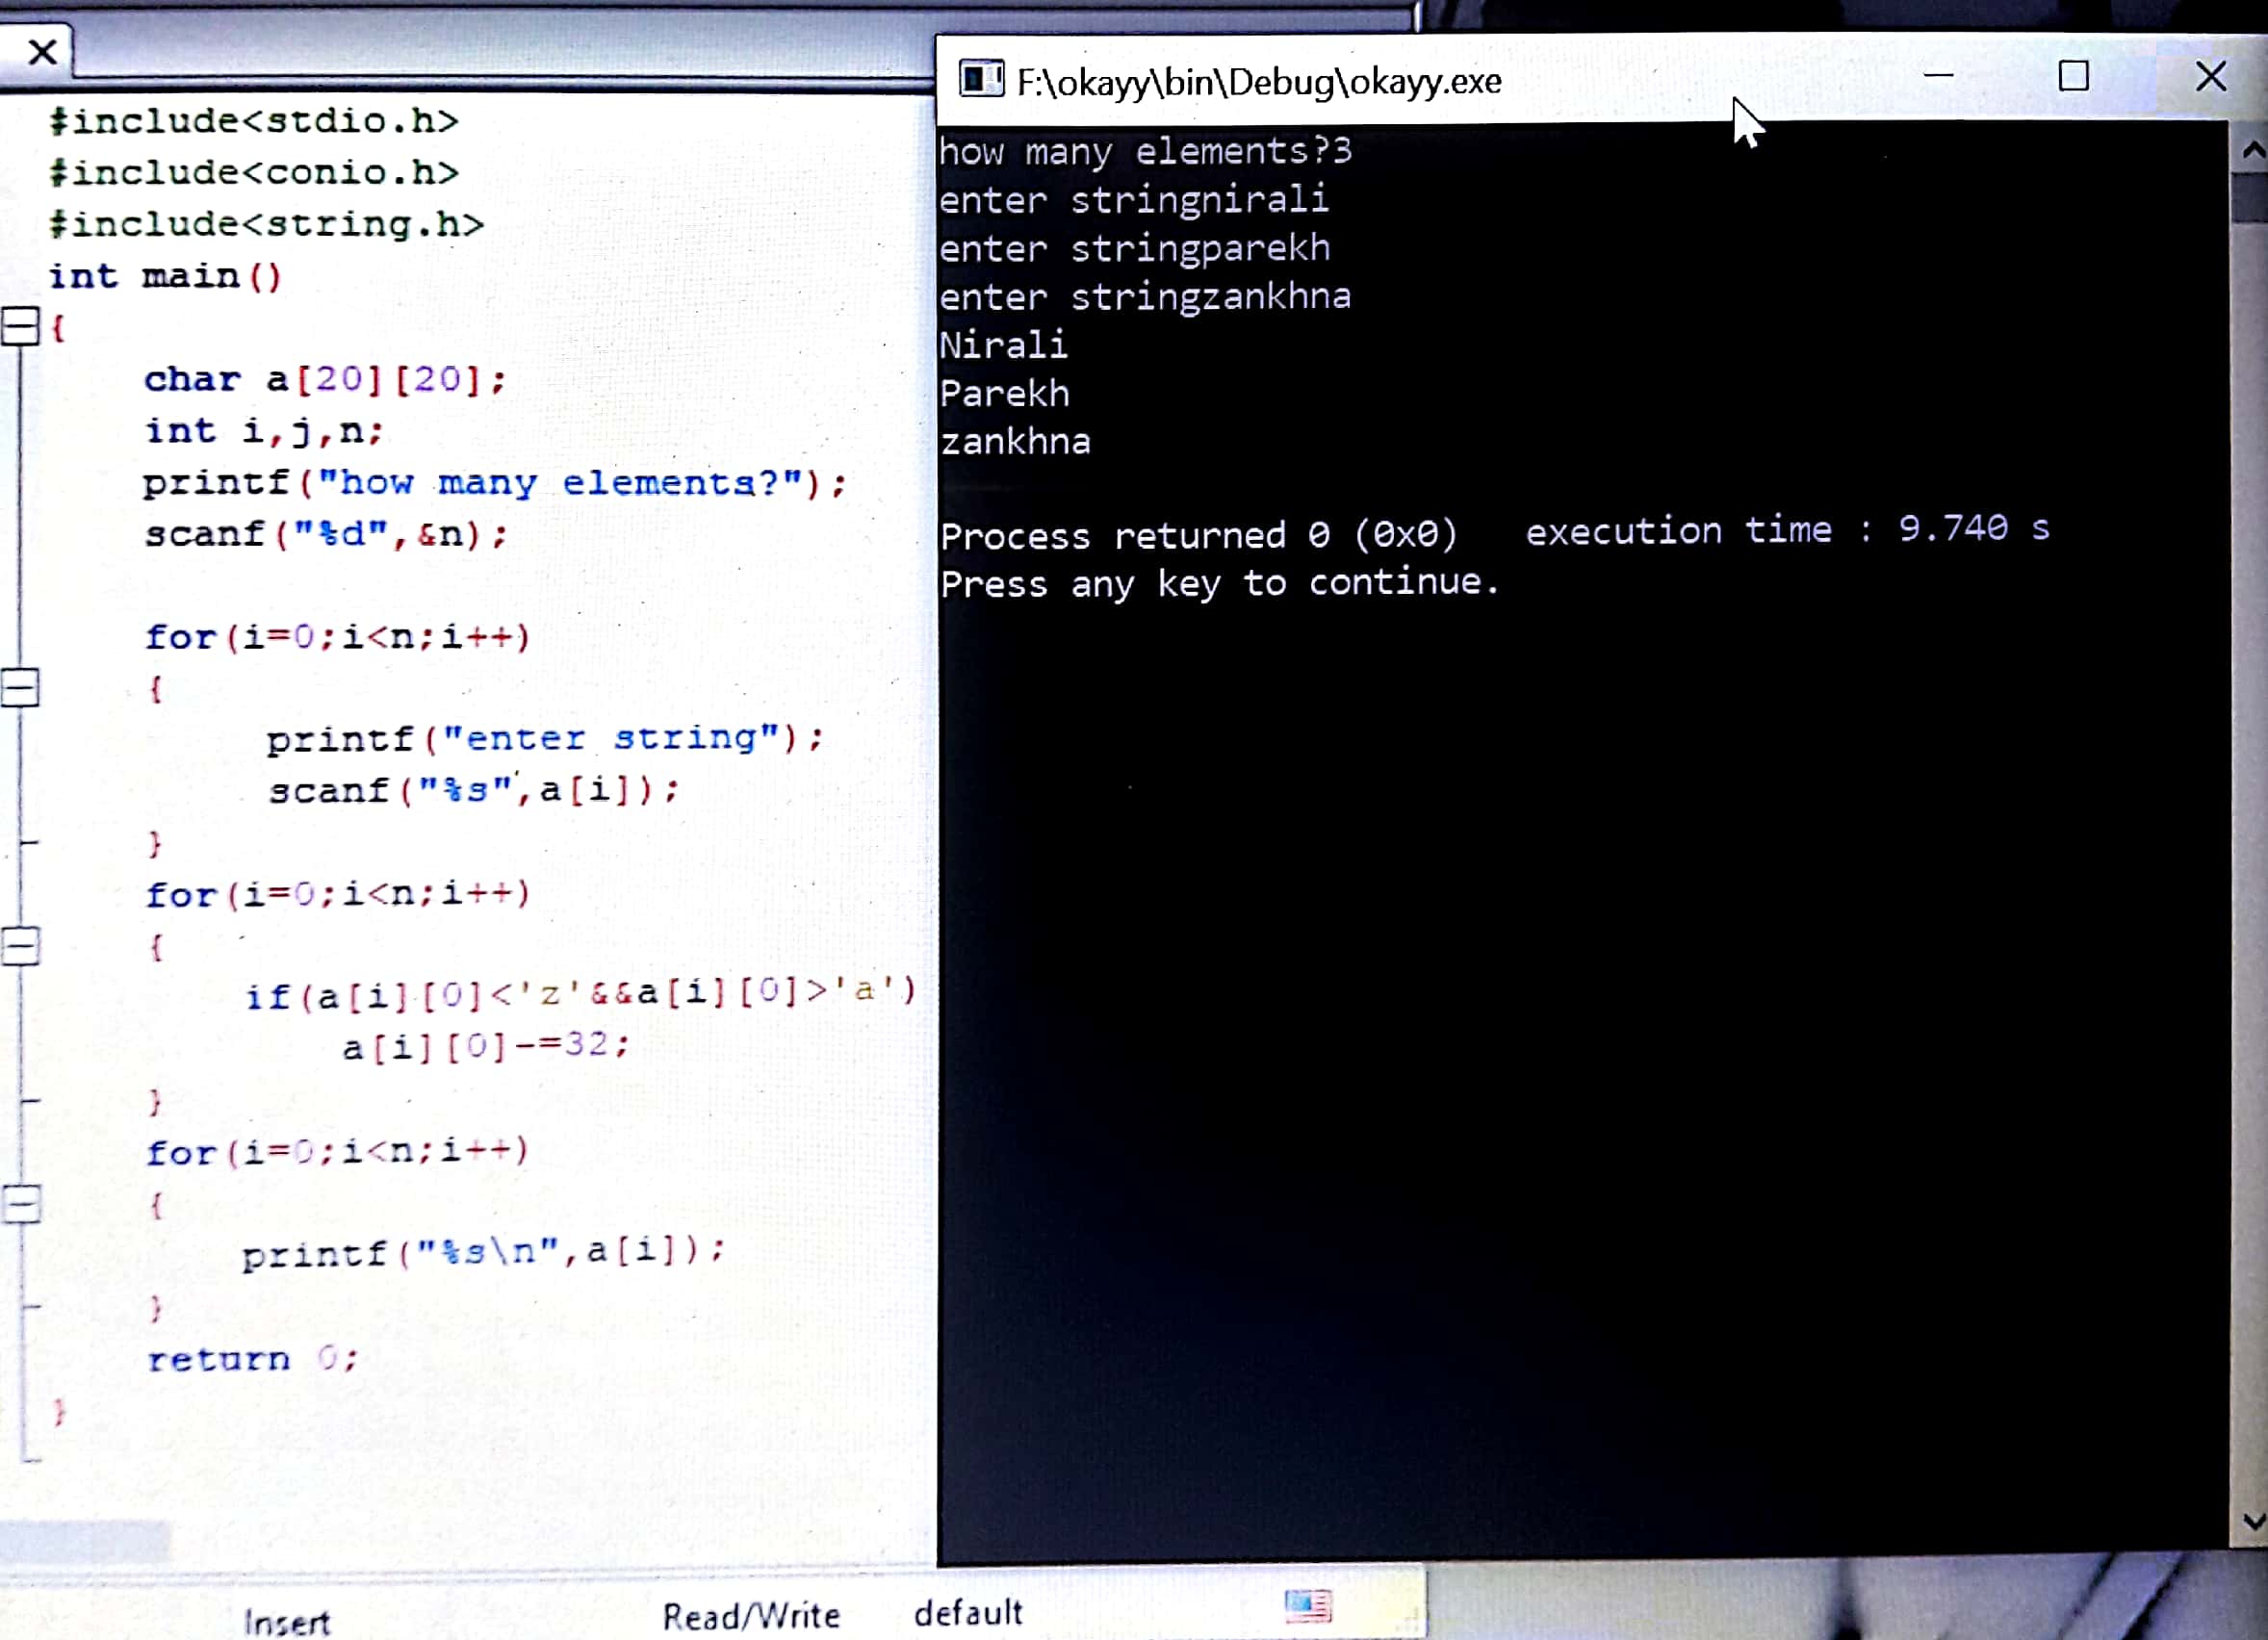 #include<stdio.h>
#include<conio.h>
#include<string.h>
int main()
{
char a[20][20];
int i,j,n;
printf("how many elements?");
scanf("%d",&n);
for(i=0;i<n;i++)
{
printf("enter string");
scanf("%s",a[i]);
}
for(i=0;i<n;i++)
{
if(a[i][0]<'z'&&a[i][0]>'a')
a[i][0]-=32;
}
for(i=0;i<n;i++)
{
printf("%s\n",a[i]);
}
return 0;
}
Insert Read/Write default
F:\okayy\bin\Debug\okayy.exe
how many elements?3
enter stringnirali
enter stringparekh
enter stringzankhna
Nirali
Parekh
zankhna
Process returned 0 (0x0) execution time : 9.740 s
Press any key to continue.